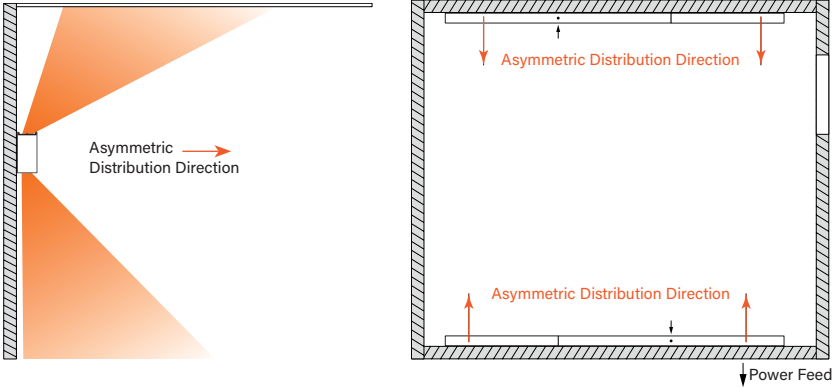 Asymmetric
Distribution Direction
Asymmetric Distribution Direction
Asymmetric Distribution Direction
Power Feed